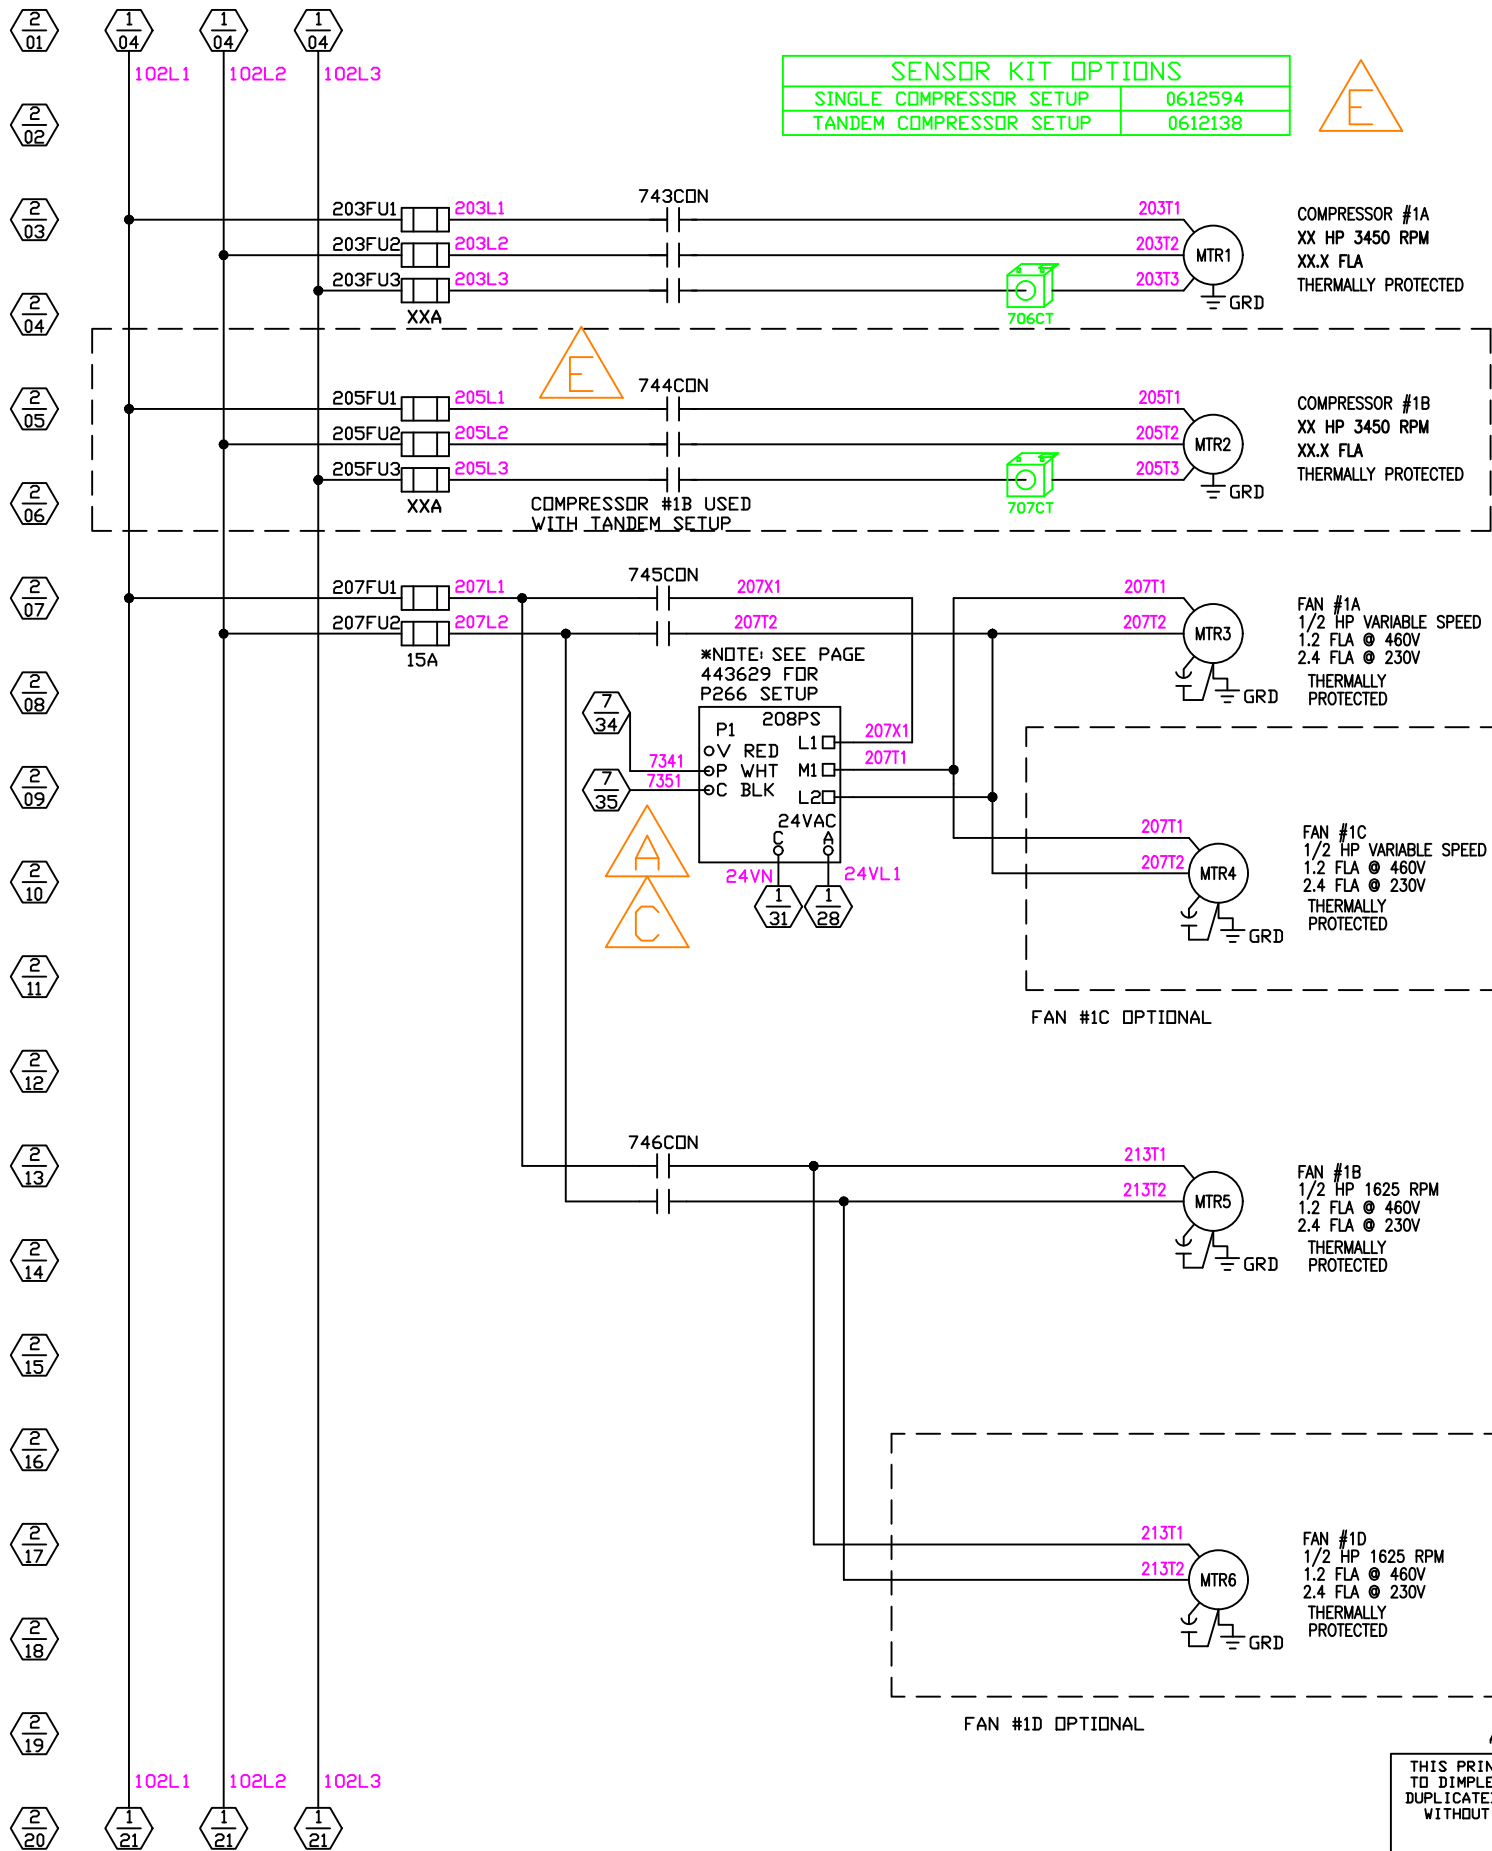 2
01
1
04
1
04
1
04
102L1
102L2
102L3
SENSOR KIT OPTIONS
SINGLE COMPRESSOR SETUP 0612594
TANDEM COMPRESSOR SETUP 0612138
E
2
02
2
03
203FU1 203L1 743CON 203T1
203FU2 203L2 203T2
203FU3 203L3 203T3
XXA
706CT
MTR1
GRD
COMPRESSOR #1A
XX HP 3450 RPM
XX.X FLA
THERMALLY PROTECTED
2
04
E
2
05
205FU1 205L1 744CON 205T1
205FU2 205L2 205T2
205FU3 205L3 205T3
XXA
707CT
MTR2
GRD
COMPRESSOR #1B
XX HP 3450 RPM
XX.X FLA
THERMALLY PROTECTED
2
06
COMPRESSOR #1B USED
WITH TANDEM SETUP
2
07
207FU1 207L1 745CON 207X1 207T1
207FU2 207L2 207T2 207T2
15A
MTR3
GRD
FAN #1A
1/2 HP VARIABLE SPEED
1.2 FLA @ 460V
2.4 FLA @ 230V
THERMALLY
PROTECTED
*NOTE: SEE PAGE
443629 FOR
P266 SETUP
2
08
7
34
208PS
P1
L1 207X1
V RED
7341 P WHT M1 207T1
7351 C BLK L2
24VAC
C A
2
09
7
35
A
C
24VN 24VL1
1
31
1
28
2
10
207T1
207T2
MTR4
GRD
FAN #1C
1/2 HP VARIABLE SPEED
1.2 FLA @ 460V
2.4 FLA @ 230V
THERMALLY
PROTECTED
2
11
FAN #1C OPTIONAL
2
12
2
13
746CON 213T1
213T2
MTR5
GRD
FAN #1B
1/2 HP 1625 RPM
1.2 FLA @ 460V
2.4 FLA @ 230V
THERMALLY
PROTECTED
2
14
2
15
2
16
2
17
213T1
213T2
MTR6
GRD
FAN #1D
1/2 HP 1625 RPM
1.2 FLA @ 460V
2.4 FLA @ 230V
THERMALLY
PROTECTED
2
18
2
19
FAN #1D OPTIONAL
102L1
102L2
102L3
2
20
1
21
1
21
1
21
THIS PRIN
TO DIMPLE
DUPLICATE
WITHOUT